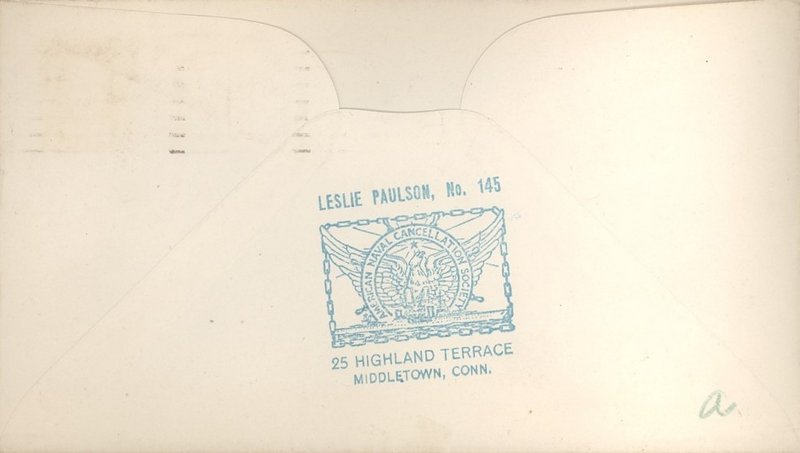 LESLIE PAULSON, No. 145
AMERICAN NAVAL CANCELLATION SOCIETY
25 HIGHLAND TERRACE
MIDDLETOWN, CONN.
a